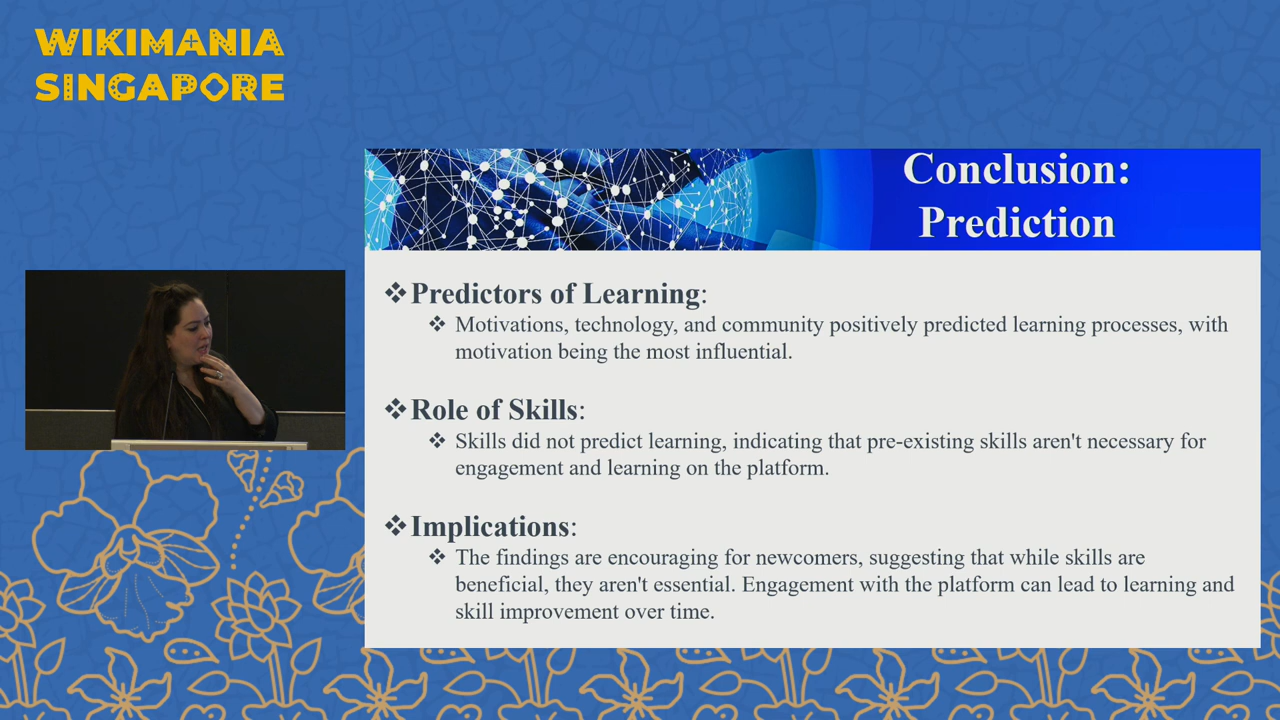 WIKIMANIA
SINGAPORE
Conclusion:
Prediction
Predictors of Learning:
Motivations, technology, and community positively predicted learning processes, with
motivation being the most influential.
Role of Skills:
Skills did not predict learning, indicating that pre-existing skills aren't necessary for
engagement and learning on the platform.
Implications:
The findings are encouraging for newcomers, suggesting that while skills are
beneficial, they aren't essential. Engagement with the platform can lead to learning and
skill improvement over time.